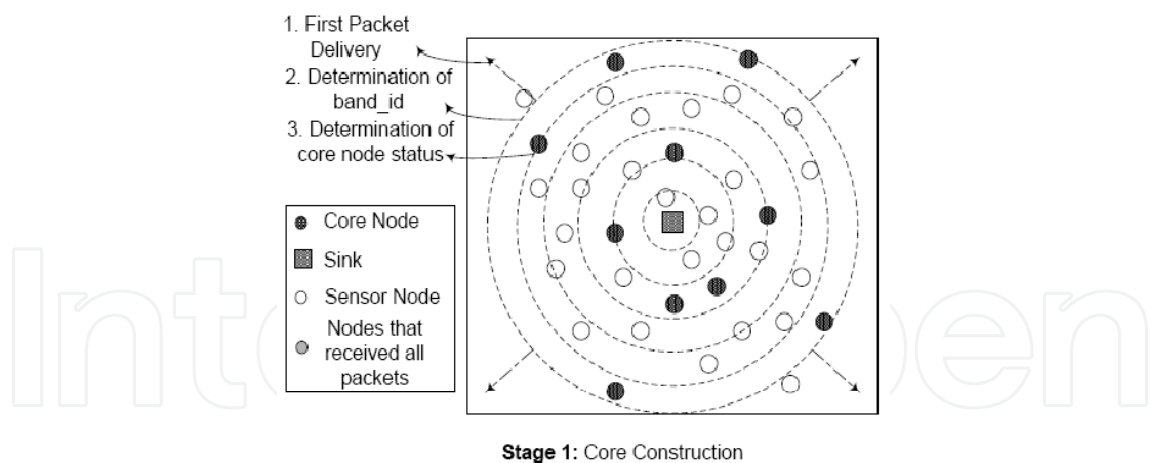 1. First Packet
Delivery
2. Determination of
band_id
3. Determination of
core node status
Core Node
Sink
Sensor Node
Nodes that
received all
packets
Stage 1: Core Construction